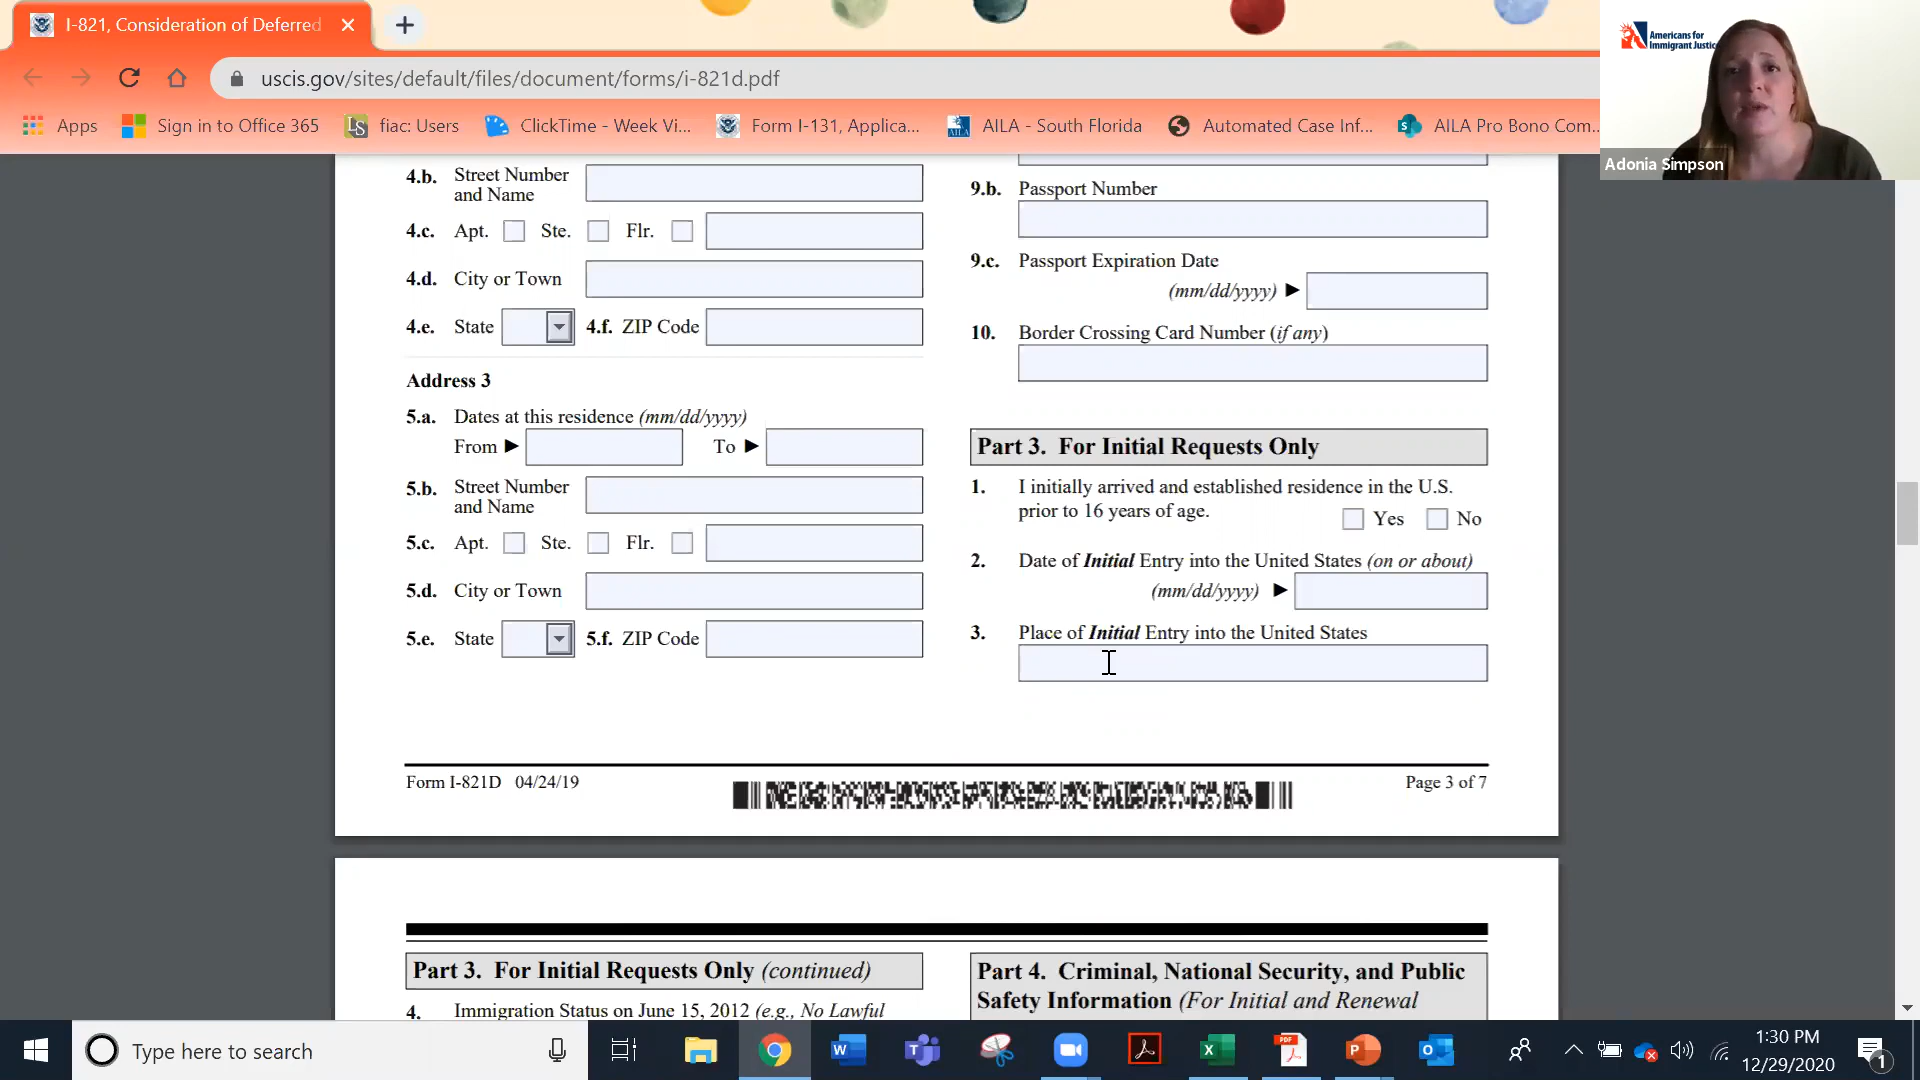 I-821, Consideration of Deferred
uscis.gov/sites/default/files/document/forms/i-821d.pdf
Apps
Sign in to Office 365
fiac: Users
ClickTime - Week Vi...
Form I-131, Applica...
AILA - South Florida
Automated Case Inf...
AILA Pro Bono Com...
Americans for
Immigrant Justice
Adonia Simpson
4.b. Street Number
and Name
4.c. Apt. Ste. Flr.
4.d. City or Town
4.e. State 4.f. ZIP Code
Address 3
5.a. Dates at this residence (mm/dd/yyyy)
From ► To ►
5.b. Street Number
and Name
5.c. Apt. Ste. Flr.
5.d. City or Town
5.e. State 5.f. ZIP Code
9.b. Passport Number
9.c. Passport Expiration Date
(mm/dd/yyyy) ►
10. Border Crossing Card Number (if any)
Part 3. For Initial Requests Only
1. I initially arrived and established residence in the U.S.
prior to 16 years of age. Yes No
2. Date of Initial Entry into the United States (on or about)
(mm/dd/yyyy) ►
3. Place of Initial Entry into the United States
Form I-821D 04/24/19
Page 3 of 7
Part 3. For Initial Requests Only (continued)
4. Immigration Status on June 15, 2012 (e.g., No Lawful
Part 4. Criminal, National Security, and Public
Safety Information (For Initial and Renewal
Type here to search
1:30 PM
12/29/2020
1